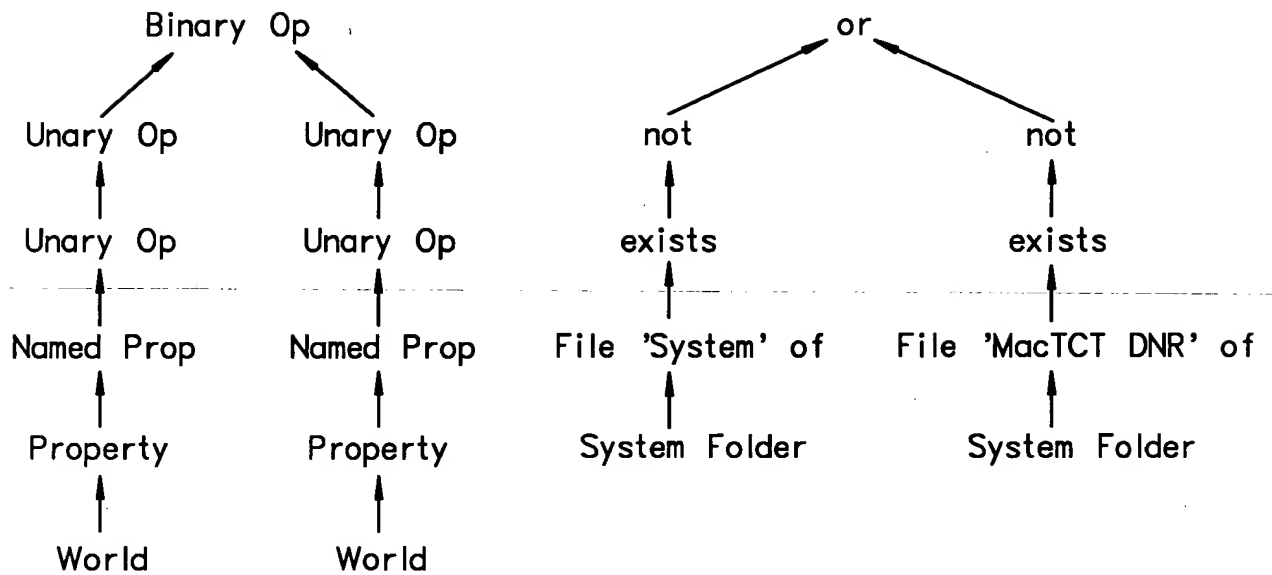 Binary Op or
Unary Op Unary Op not not
Unary Op Unary Op exists exists
Named Prop Named Prop File 'System' of File 'MacTCT DNR' of
Property Property System Folder System Folder
World World